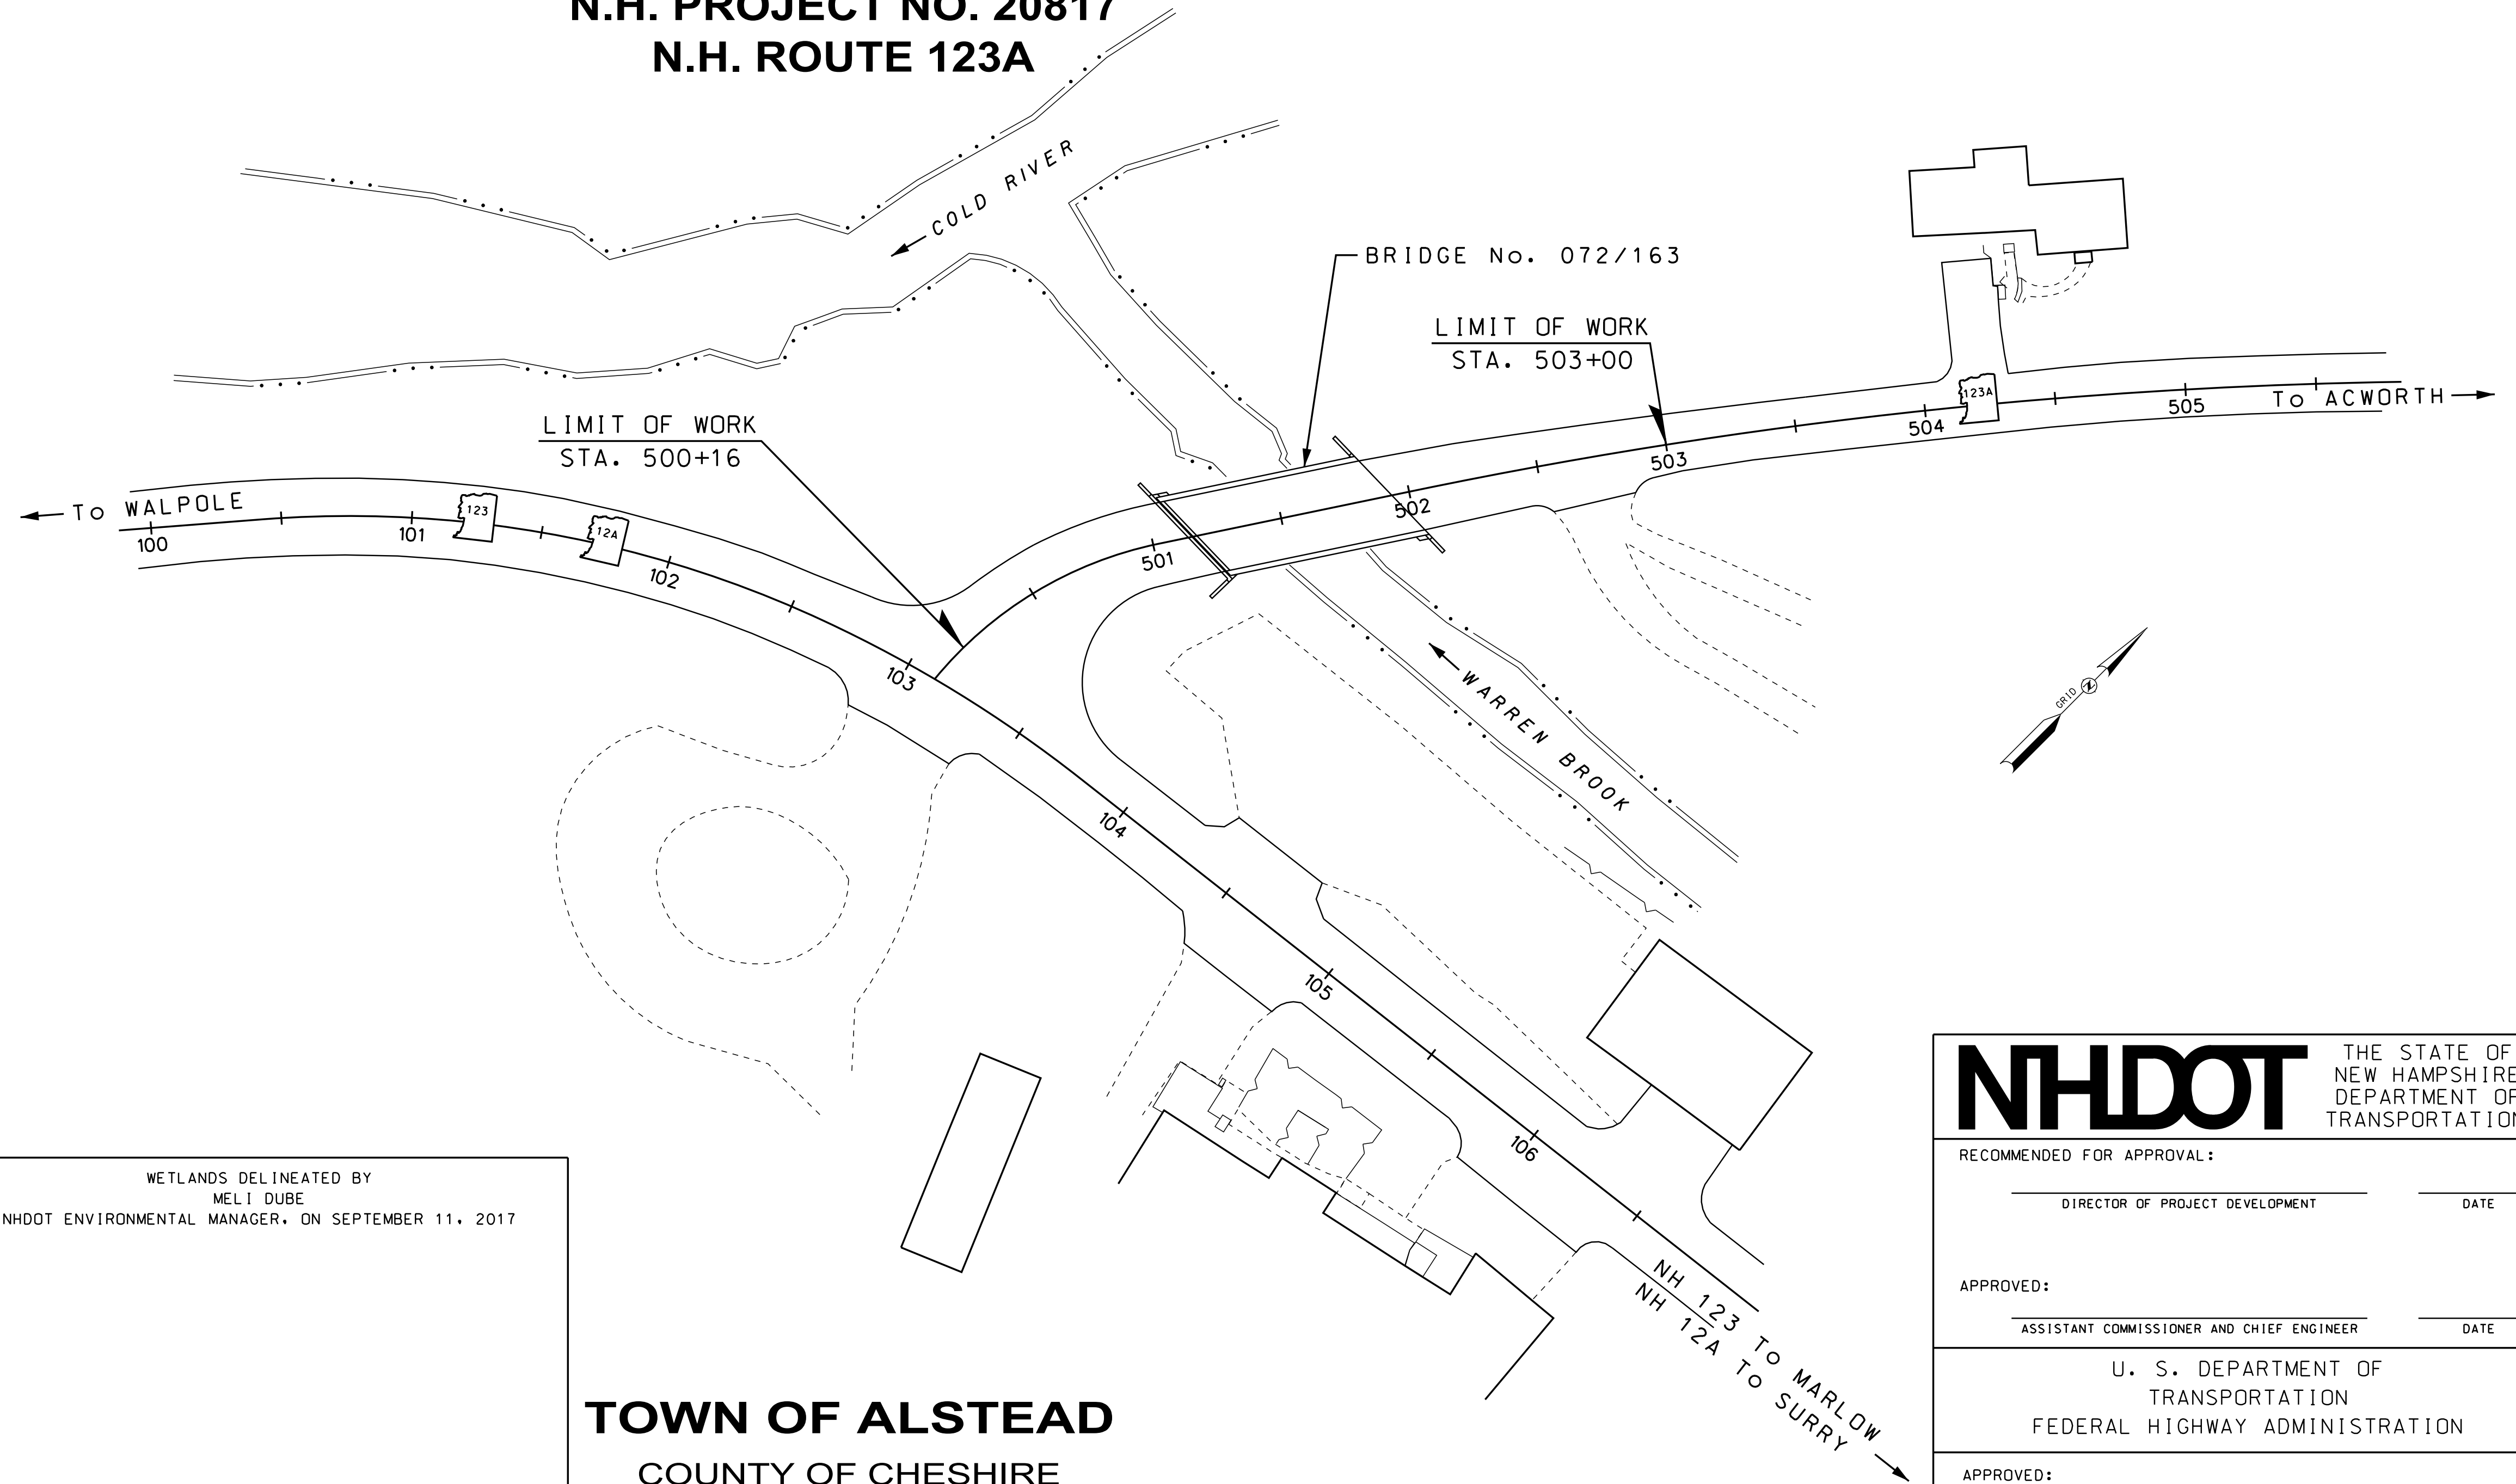 N.H. PROJECT NO. 20817
N.H. ROUTE 123A
COLD RIVER
BRIDGE No. 072/163
LIMIT OF WORK
STA. 503+00
LIMIT OF WORK
STA. 500+16
To WALPOLE
To ACWORTH
123
12A
123A
100
101
102
103
104
105
106
501
502
503
504
505
WARREN BROOK
GRID
N
NH 123 To MARLOW
NH 12A To SURRY
WETLANDS DELINEATED BY
MELI DUBE
NHDOT ENVIRONMENTAL MANAGER, ON SEPTEMBER 11, 2017
TOWN OF ALSTEAD
COUNTY OF CHESHIRE
NHDOT
THE STATE OF
NEW HAMPSHIRE
DEPARTMENT OF
TRANSPORTATION
RECOMMENDED FOR APPROVAL:
DIRECTOR OF PROJECT DEVELOPMENT DATE
APPROVED:
ASSISTANT COMMISSIONER AND CHIEF ENGINEER DATE
U. S. DEPARTMENT OF
TRANSPORTATION
FEDERAL HIGHWAY ADMINISTRATION
APPROVED: